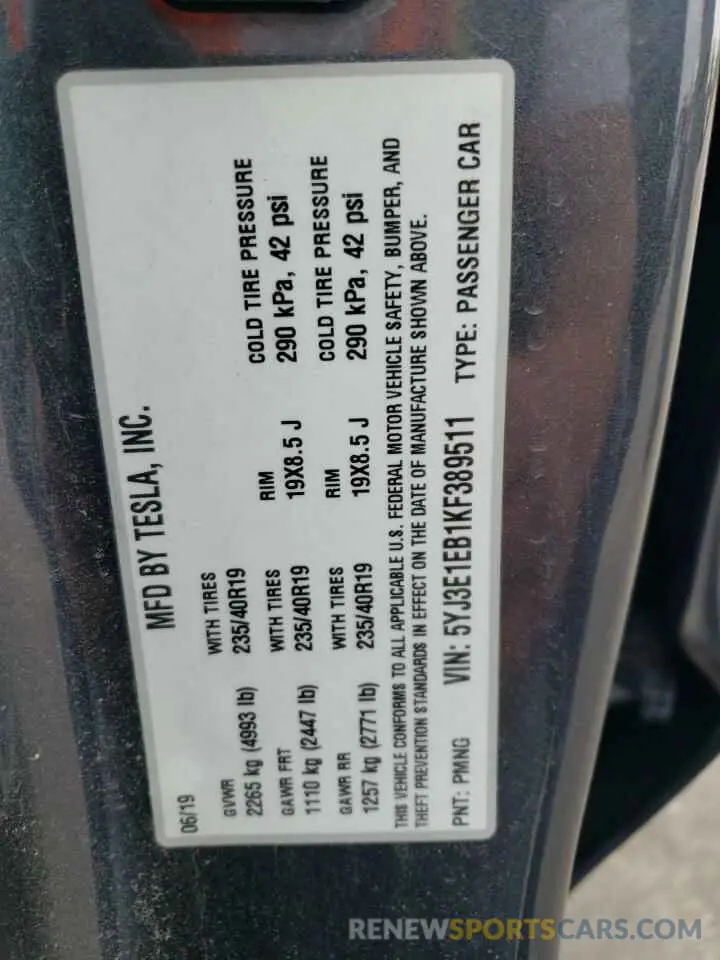 MFD BY TESLA, INC.
06/19
GVWR WITH TIRES RIM COLD TIRE PRESSURE
2265 kg (4993 lb) 235/40R19
GAWR FRT WITH TIRES RIM COLD TIRE PRESSURE
1110 kg (2447 lb) 235/40R19 19X8.5 J 290 kPa, 42 psi
GAWR RR WITH TIRES RIM COLD TIRE PRESSURE
1257 kg (2771 lb) 235/40R19 19X8.5 J 290 kPa, 42 psi
THIS VEHICLE CONFORMS TO ALL APPLICABLE U.S. FEDERAL MOTOR VEHICLE SAFETY, BUMPER, AND
THEFT PREVENTION STANDARDS IN EFFECT ON THE DATE OF MANUFACTURE SHOWN ABOVE.
PNT: PMNG VIN: 5YJ3E1EB1KF389511 TYPE: PASSENGER CAR
RENEWSPORTSCARS.COM